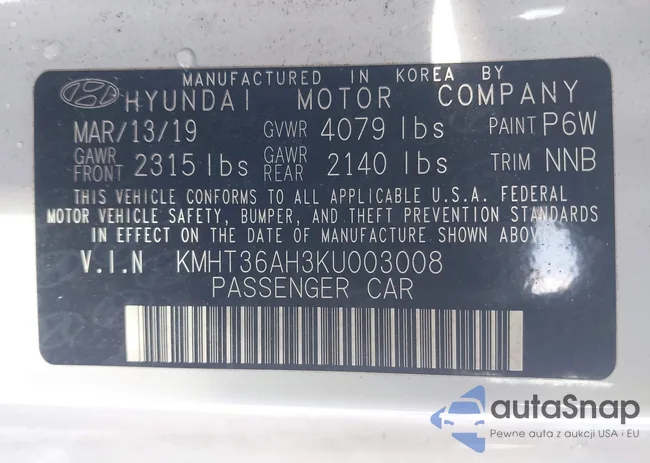 MANUFACTURED IN KOREA BY
HYUNDAI MOTOR COMPANY
MAR/13/19 GVWR 4079 lbs PAINT P6W
GAWR FRONT 2315 lbs GAWR REAR 2140 lbs TRIM NNB
THIS VEHICLE CONFORMS TO ALL APPLICABLE U.S.A. FEDERAL
MOTOR VEHICLE SAFETY, BUMPER, AND THEFT PREVENTION STANDARDS
IN EFFECT ON THE DATE OF MANUFACTURE SHOWN ABOVE
V.I.N KMHT36AH3KU003008
PASSENGER CAR
autaSnap
Pewne auta z aukcji USA i EU